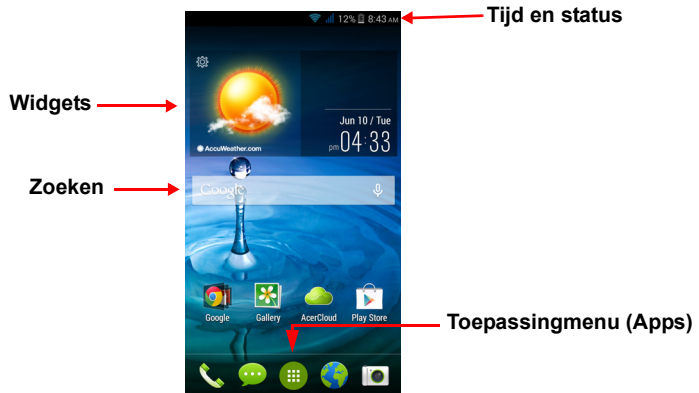 12% 8:43 AM
Tijd en status
Widgets
Jun 10 / Tue
pm 04:33
AccuWeather.com
Zoeken
Google
Google
Gallery
AcerCloud
Play Store
Toepassingmenu (Apps)